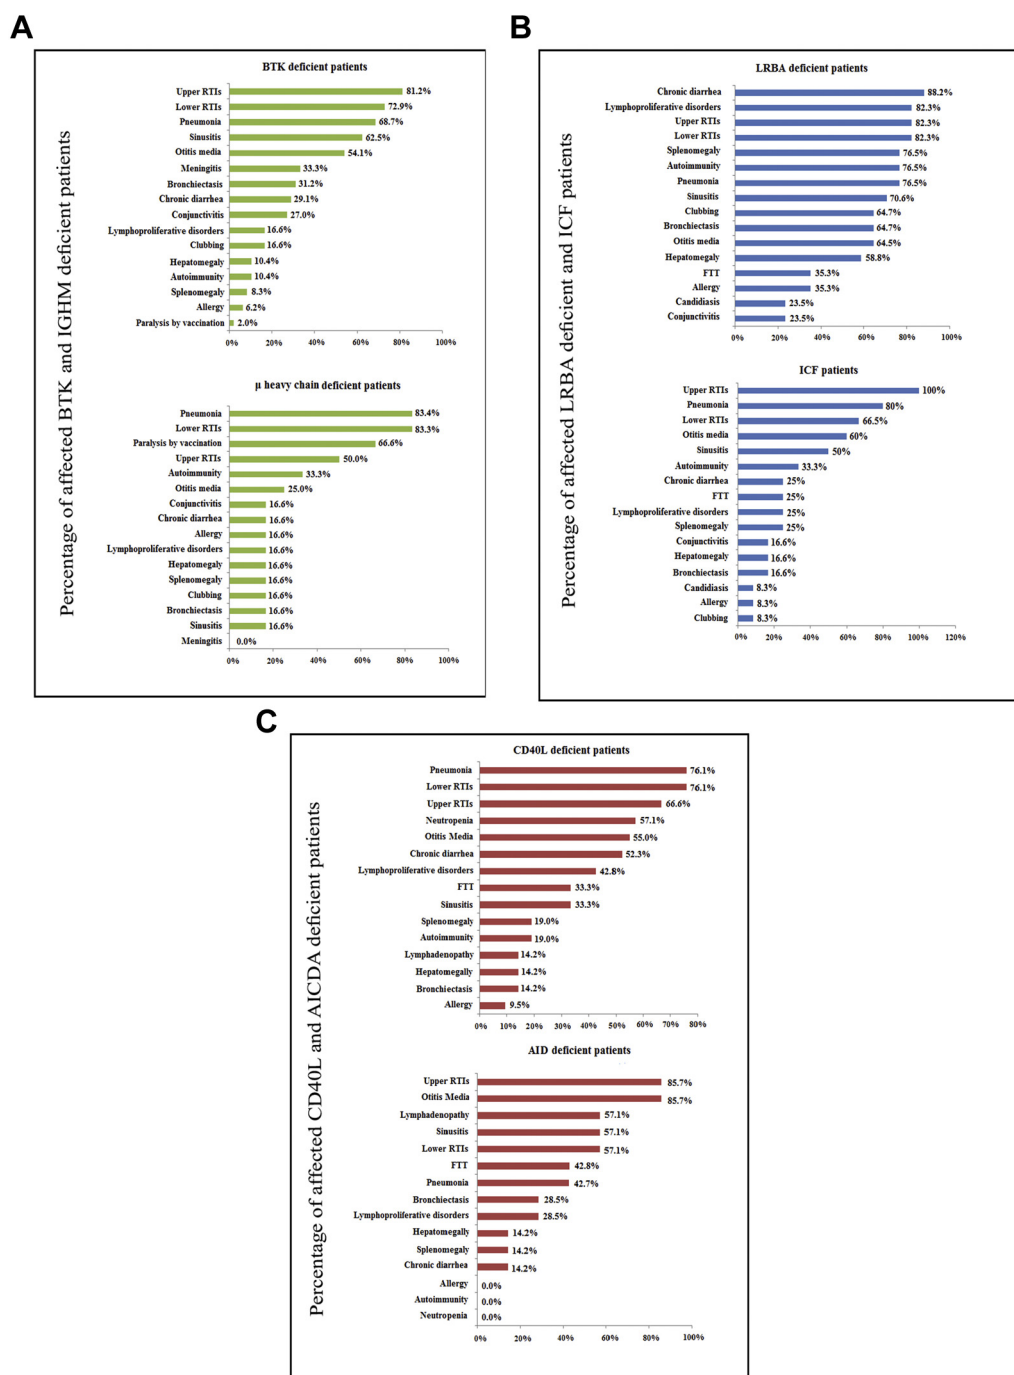 A
Percentage of affected BTK and IGHM deficient patients
BTK deficient patients
Upper RTIs 81.2%
Lower RTIs 72.9%
Pneumonia 68.7%
Sinusitis 62.5%
Otitis media 54.1%
Meningitis 33.3%
Bronchiectasis 31.2%
Chronic diarrhea 29.1%
Conjunctivitis 27.0%
Lymphoproliferative disorders 16.6%
Clubbing 16.6%
Hepatomegaly 10.4%
Autoimmunity 10.4%
Splenomegaly 8.3%
Allergy 6.2%
Paralysis by vaccination 2.0%
0% 20% 40% 60% 80% 100%
μ heavy chain deficient patients
Pneumonia 83.4%
Lower RTIs 83.3%
Paralysis by vaccination 66.6%
Upper RTIs 50.0%
Autoimmunity 33.3%
Otitis media 25.0%
Conjunctivitis 16.6%
Chronic diarrhea 16.6%
Allergy 16.6%
Lymphoproliferative disorders 16.6%
Hepatomegaly 16.6%
Splenomegaly 16.6%
Clubbing 16.6%
Bronchiectasis 16.6%
Sinusitis 16.6%
Meningitis 0.0%
0% 20% 40% 60% 80% 100%
B
Percentage of affected LRBA deficient and ICF patients
LRBA deficient patients
Chronic diarrhea 88.2%
Lymphoproliferative disorders 82.3%
Upper RTIs 82.3%
Lower RTIs 82.3%
Splenomegaly 76.5%
Autoimmunity 76.5%
Pneumonia 76.5%
Sinusitis 70.6%
Clubbing 64.7%
Bronchiectasis 64.7%
Otitis media 64.5%
Hepatomegaly 58.8%
FTT 35.3%
Allergy 35.3%
Candidiasis 23.5%
Conjunctivitis 23.5%
0% 20% 40% 60% 80% 100%
ICF patients
Upper RTIs 100%
Pneumonia 80%
Lower RTIs 66.5%
Otitis media 60%
Sinusitis 50%
Autoimmunity 33.3%
Chronic diarrhea 25%
FTT 25%
Lymphoproliferative disorders 25%
Splenomegaly 25%
Conjunctivitis 16.6%
Hepatomegaly 16.6%
Bronchiectasis 16.6%
Candidiasis 8.3%
Allergy 8.3%
Clubbing 8.3%
0% 20% 40% 60% 80% 100% 120%
C
Percentage of affected CD40L and AICDA deficient patients
CD40L deficient patients
Pneumonia 76.1%
Lower RTIs 76.1%
Upper RTIs 66.6%
Neutropenia 57.1%
Otitis Media 55.0%
Chronic diarrhea 52.3%
Lymphoproliferative disorders 42.8%
FTT 33.3%
Sinusitis 33.3%
Splenomegaly 19.0%
Autoimmunity 19.0%
Lymphadenopathy 14.2%
Hepatomegally 14.2%
Bronchiectasis 14.2%
Allergy 9.5%
0% 10% 20% 30% 40% 50% 60% 70% 80%
AID deficient patients
Upper RTIs 85.7%
Otitis Media 85.7%
Lymphadenopathy 57.1%
Sinusitis 57.1%
Lower RTIs 57.1%
FTT 42.8%
Pneumonia 42.7%
Bronchiectasis 28.5%
Lymphoproliferative disorders 28.5%
Hepatomegally 14.2%
Splenomegaly 14.2%
Chronic diarrhea 14.2%
Allergy 0.0%
Autoimmunity 0.0%
Neutropenia 0.0%
0% 20% 40% 60% 80% 100%